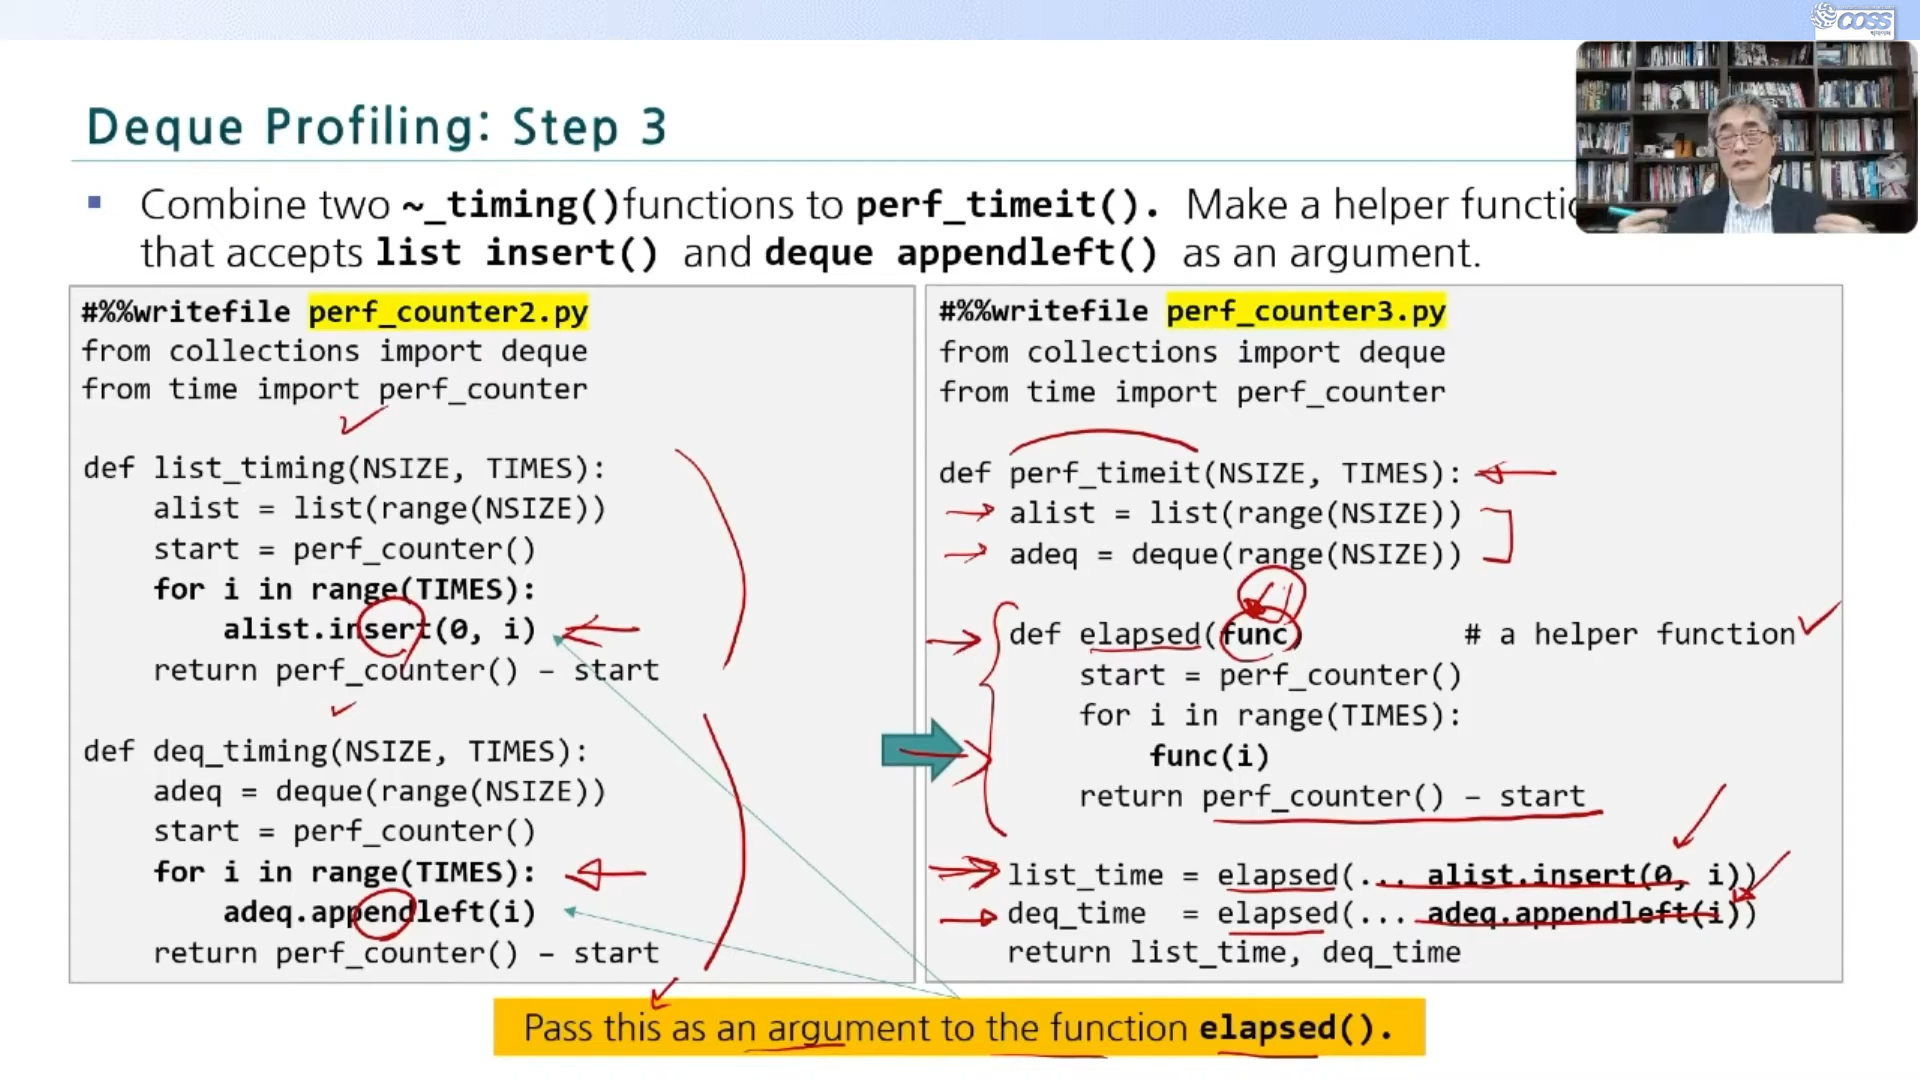 COSS
Deque Profiling: Step 3
▪ Combine two ~_timing()functions to perf_timeit(). Make a helper functio
that accepts list insert() and deque appendleft() as an argument.
#%%writefile perf_counter2.py
from collections import deque
from time import perf_counter
def list_timing(NSIZE, TIMES):
    alist = list(range(NSIZE))
    start = perf_counter()
    for i in range(TIMES):
        alist.insert(0, i)
    return perf_counter() – start
def deq_timing(NSIZE, TIMES):
    adeq = deque(range(NSIZE))
    start = perf_counter()
    for i in range(TIMES):
        adeq.appendleft(i)
    return perf_counter() – start
#%%writefile perf_counter3.py
from collections import deque
from time import perf_counter
def perf_timeit(NSIZE, TIMES):
    alist = list(range(NSIZE))
    adeq = deque(range(NSIZE))
    def elapsed(func)          # a helper function
        start = perf_counter()
        for i in range(TIMES):
            func(i)
        return perf_counter() – start
    list_time = elapsed(... alist.insert(0, i))
    deq_time  = elapsed(... adeq.appendleft(i))
    return list_time, deq_time
Pass this as an argument to the function elapsed().